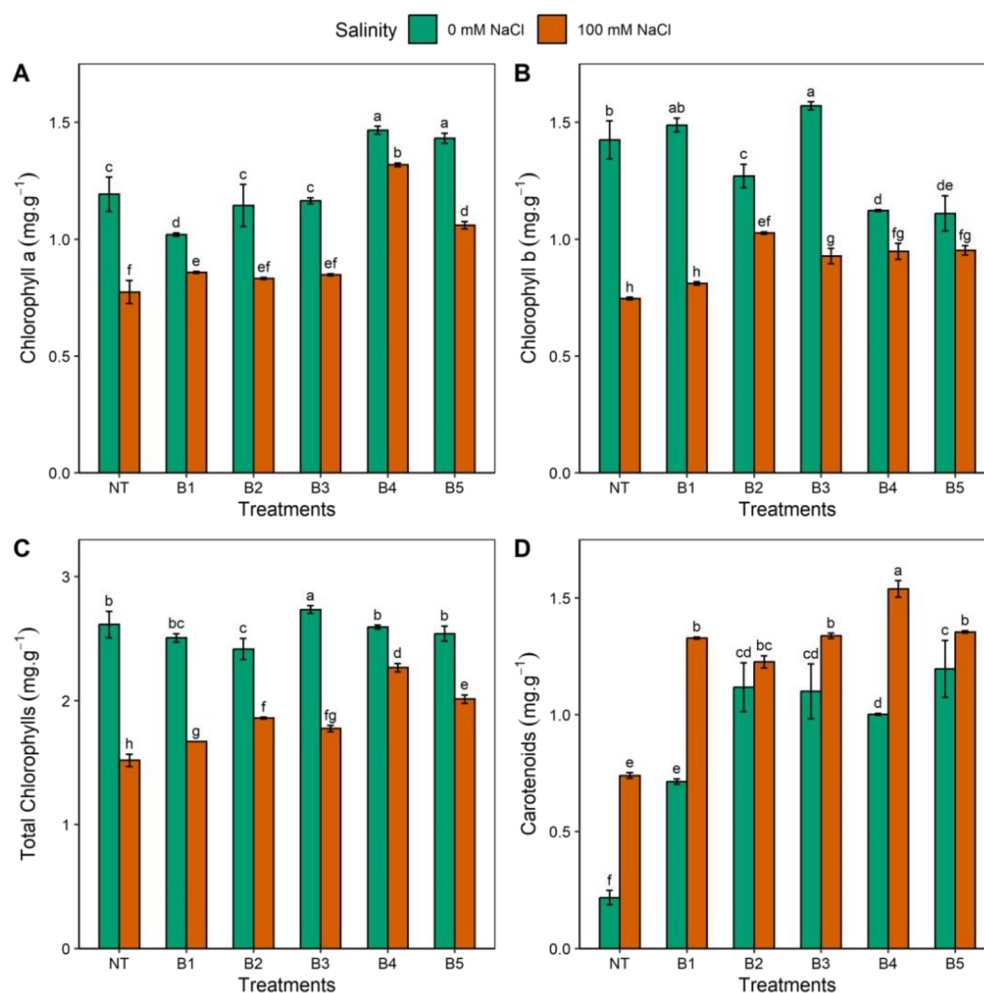 Salinity 0 mM NaCl 100 mM NaCl
A
Chlorophyll a (mg.g⁻¹)
1.5
1.0
0.5
0.0
c f d e c ef c ef a b a d
NT B1 B2 B3 B4 B5
Treatments
B
Chlorophyll b (mg.g⁻¹)
1.5
1.0
0.5
0.0
b h ab h c ef a g d fg de fg
NT B1 B2 B3 B4 B5
Treatments
C
Total Chlorophylls (mg.g⁻¹)
3
2
1
0
b h bc g c f a fg b d b e
NT B1 B2 B3 B4 B5
Treatments
D
Carotenoids (mg.g⁻¹)
1.5
1.0
0.5
0.0
f e e b cd bc cd b d a c b
NT B1 B2 B3 B4 B5
Treatments